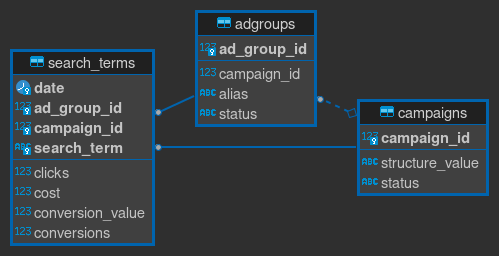 search_terms
date
123 ad_group_id
123 campaign_id
ABC search_term
123 clicks
123 cost
123 conversion_value
123 conversions
adgroups
123 ad_group_id
123 campaign_id
ABC alias
ABC status
campaigns
123 campaign_id
ABC structure_value
ABC status